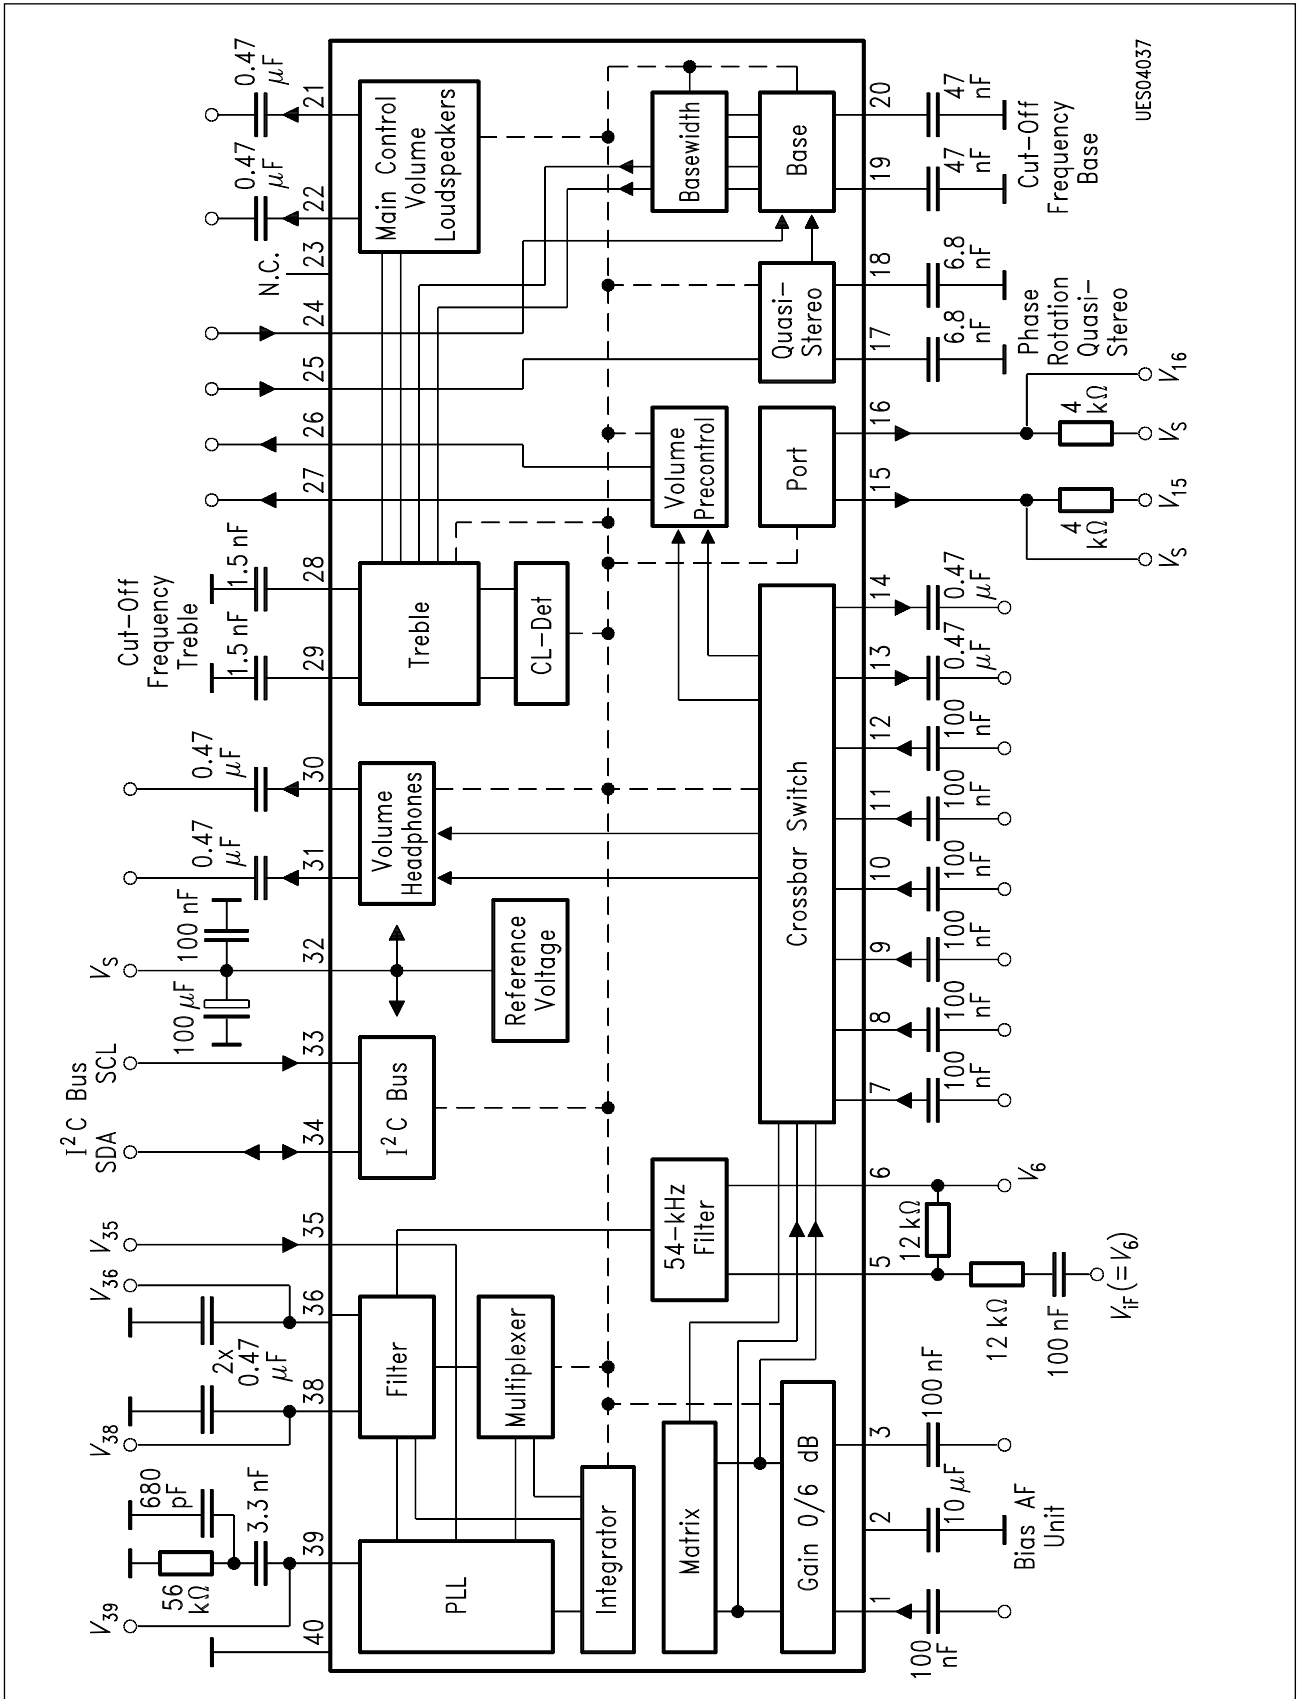 UES04037
0.47
µF
21
0.47
µF
22
N.C.
23
24
25
26
27
Cut-Off
Frequency
Treble
1.5 nF
28
1.5 nF
29
0.47
µF
30
0.47
µF
31
100 nF
VS
32
100 µF
I²C Bus
SCL
33
SDA
34
V35
35
V36
36
2x
0.47
µF
V38
38
680
pF
3.3 nF
39
56
kΩ
V39
40
Main Control
Volume
Loudspeakers
Treble
CL-Det
Volume
Headphones
Reference
Voltage
I²C Bus
Filter
Multiplexer
PLL
Integrator
Basewidth
Base
Quasi-
Stereo
Volume
Precontrol
Port
Crossbar Switch
54-kHz
Filter
Matrix
Gain 0/6 dB
20
47
nF
19
47
nF
Cut-Off
Frequency
Base
18
6.8
nF
17
6.8
nF
Phase
Rotation
Quasi-
Stereo
16
V16
4
kΩ
VS
15
4
kΩ
V15
VS
14
0.47
µF
13
0.47
µF
12
100
nF
11
100
nF
10
100
nF
9
100
nF
8
100
nF
7
100
nF
6
V6
12 kΩ
5
12 kΩ
100 nF
ViF (=V6)
3
100 nF
2
10 µF
Bias AF
Unit
1
100
nF